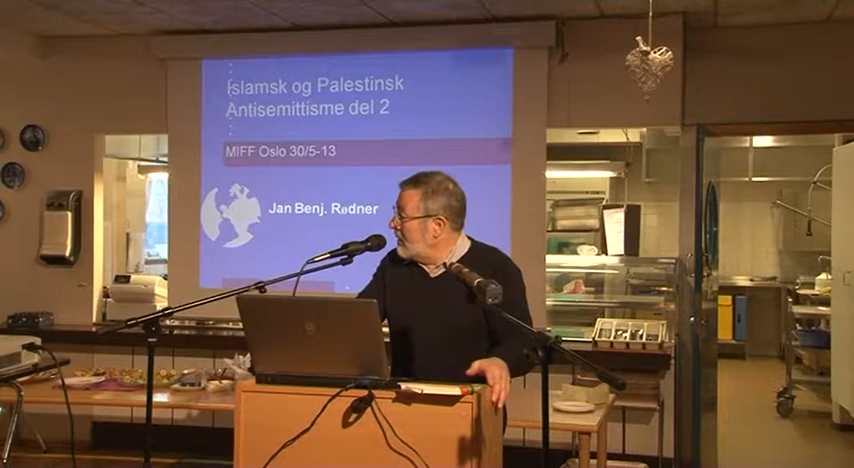 Islamsk og Palestinsk
Antisemittisme del 2
MIFF Oslo 30/5-13
Jan Benj. Rødner